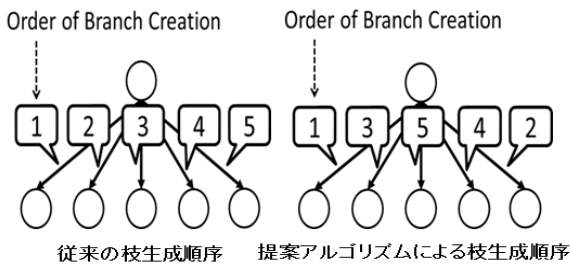 Order of Branch Creation
1 2 3 4 5
従来の枝生成順序
Order of Branch Creation
1 3 5 4 2
提案アルゴリズムによる枝生成順序